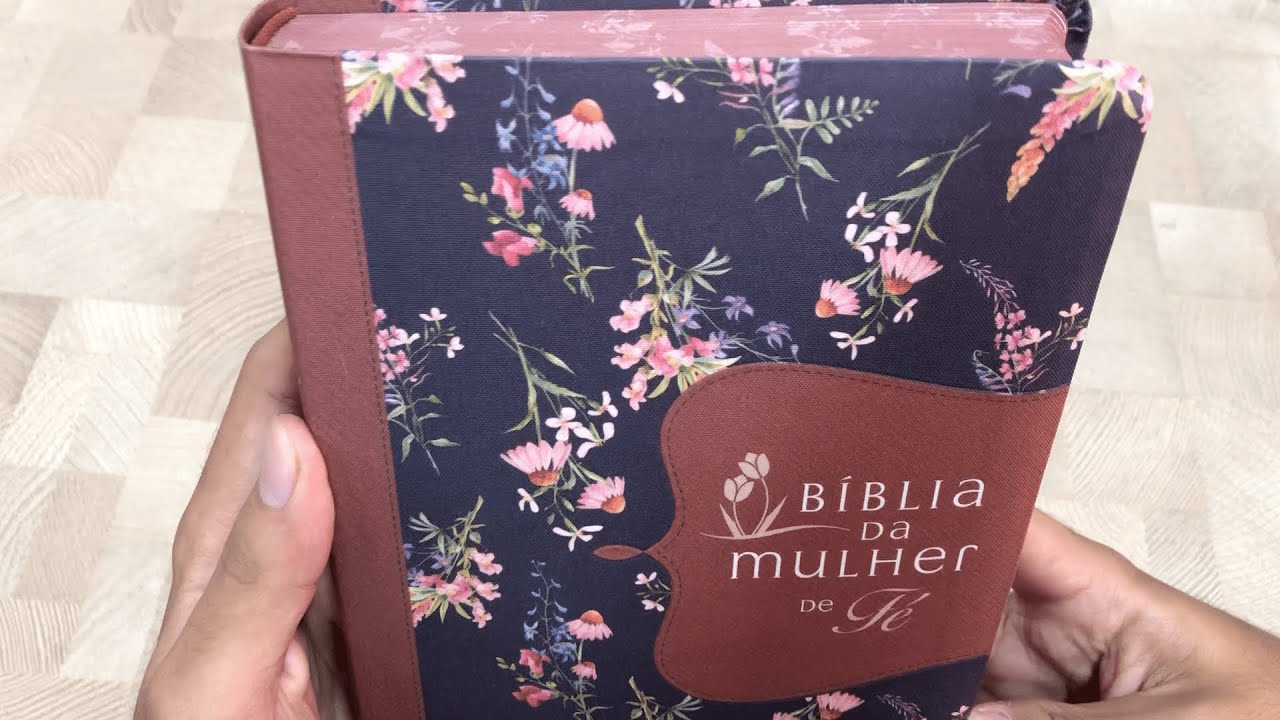 BÍBLIA
DA
MULHER
DE Fé